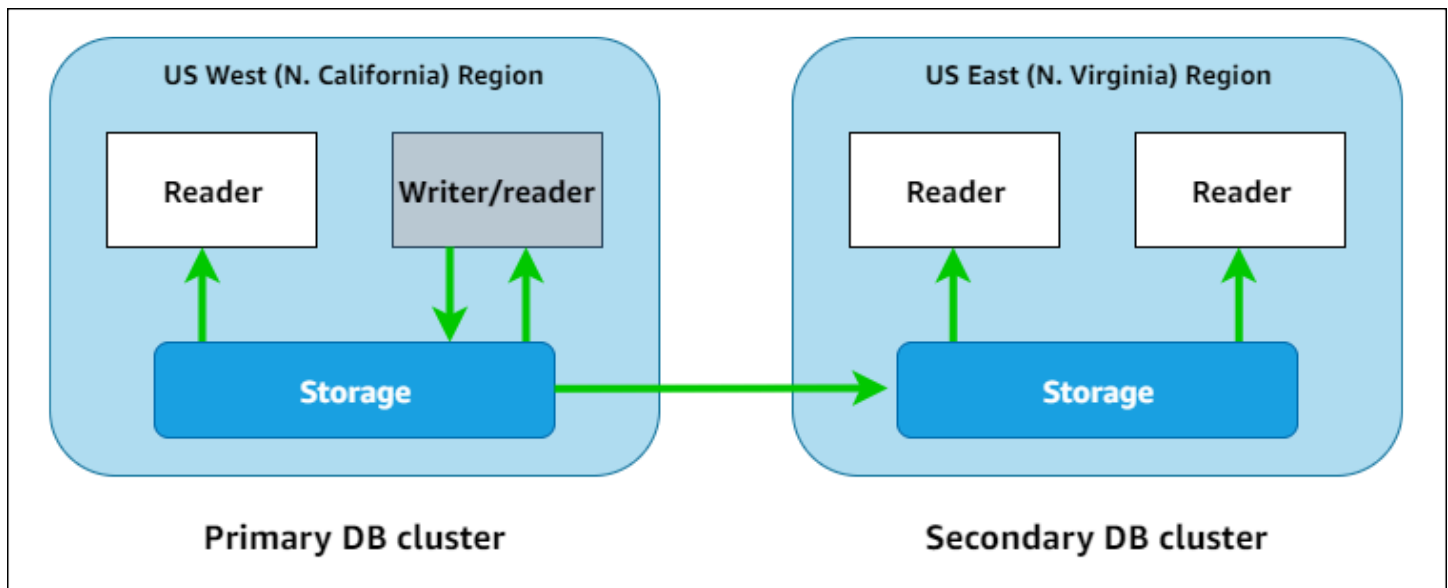 US West (N. California) Region
Reader
Writer/reader
Storage
Primary DB cluster
US East (N. Virginia) Region
Reader
Reader
Storage
Secondary DB cluster